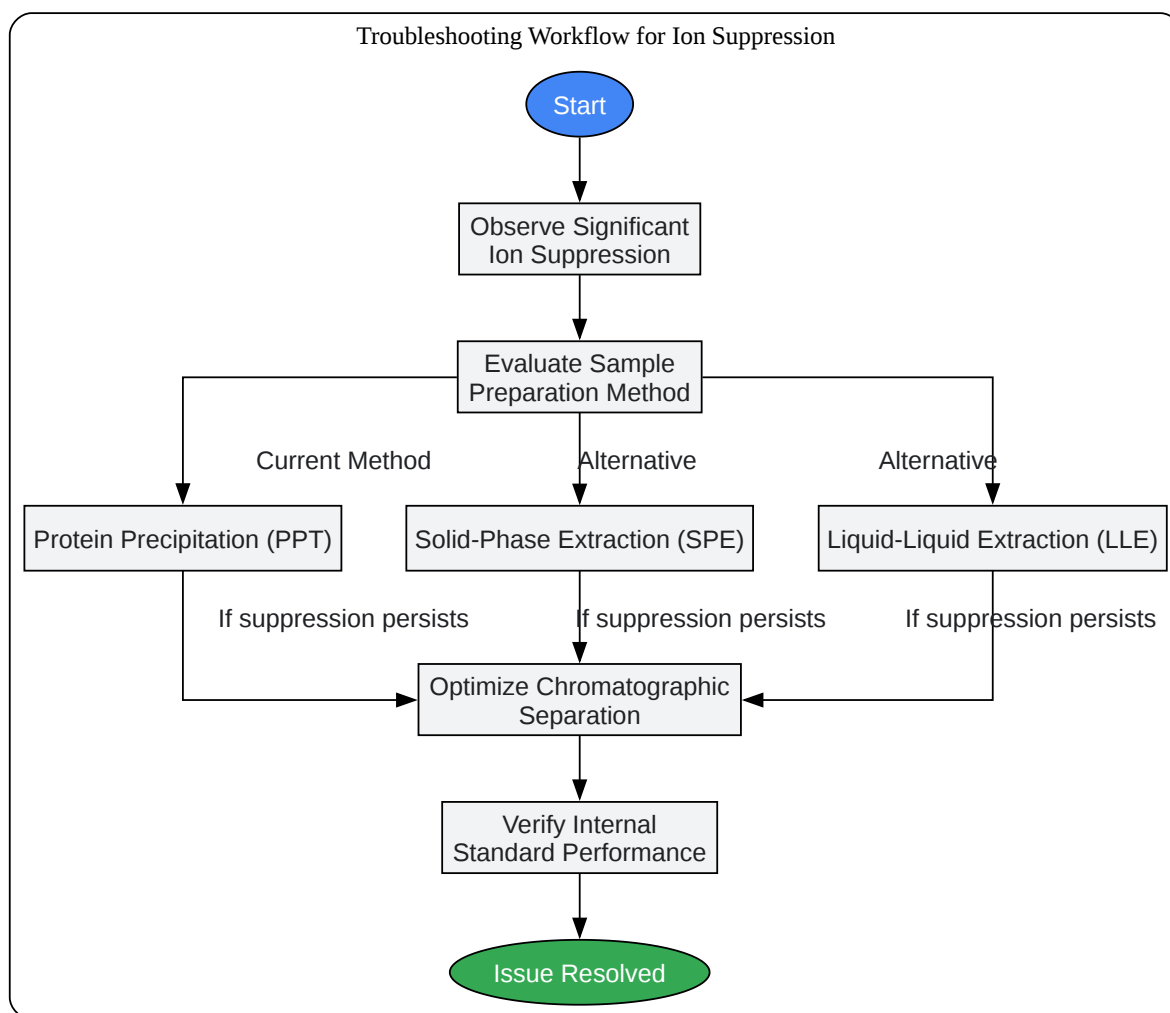 Troubleshooting Workflow for Ion Suppression
Start
Observe Significant
Ion Suppression
Evaluate Sample
Preparation Method
Current Method
Alternative
Alternative
Protein Precipitation (PPT)
Solid-Phase Extraction (SPE)
Liquid-Liquid Extraction (LLE)
If suppression persists
If suppression persists
If suppression persists
Optimize Chromatographic
Separation
Verify Internal
Standard Performance
Issue Resolved